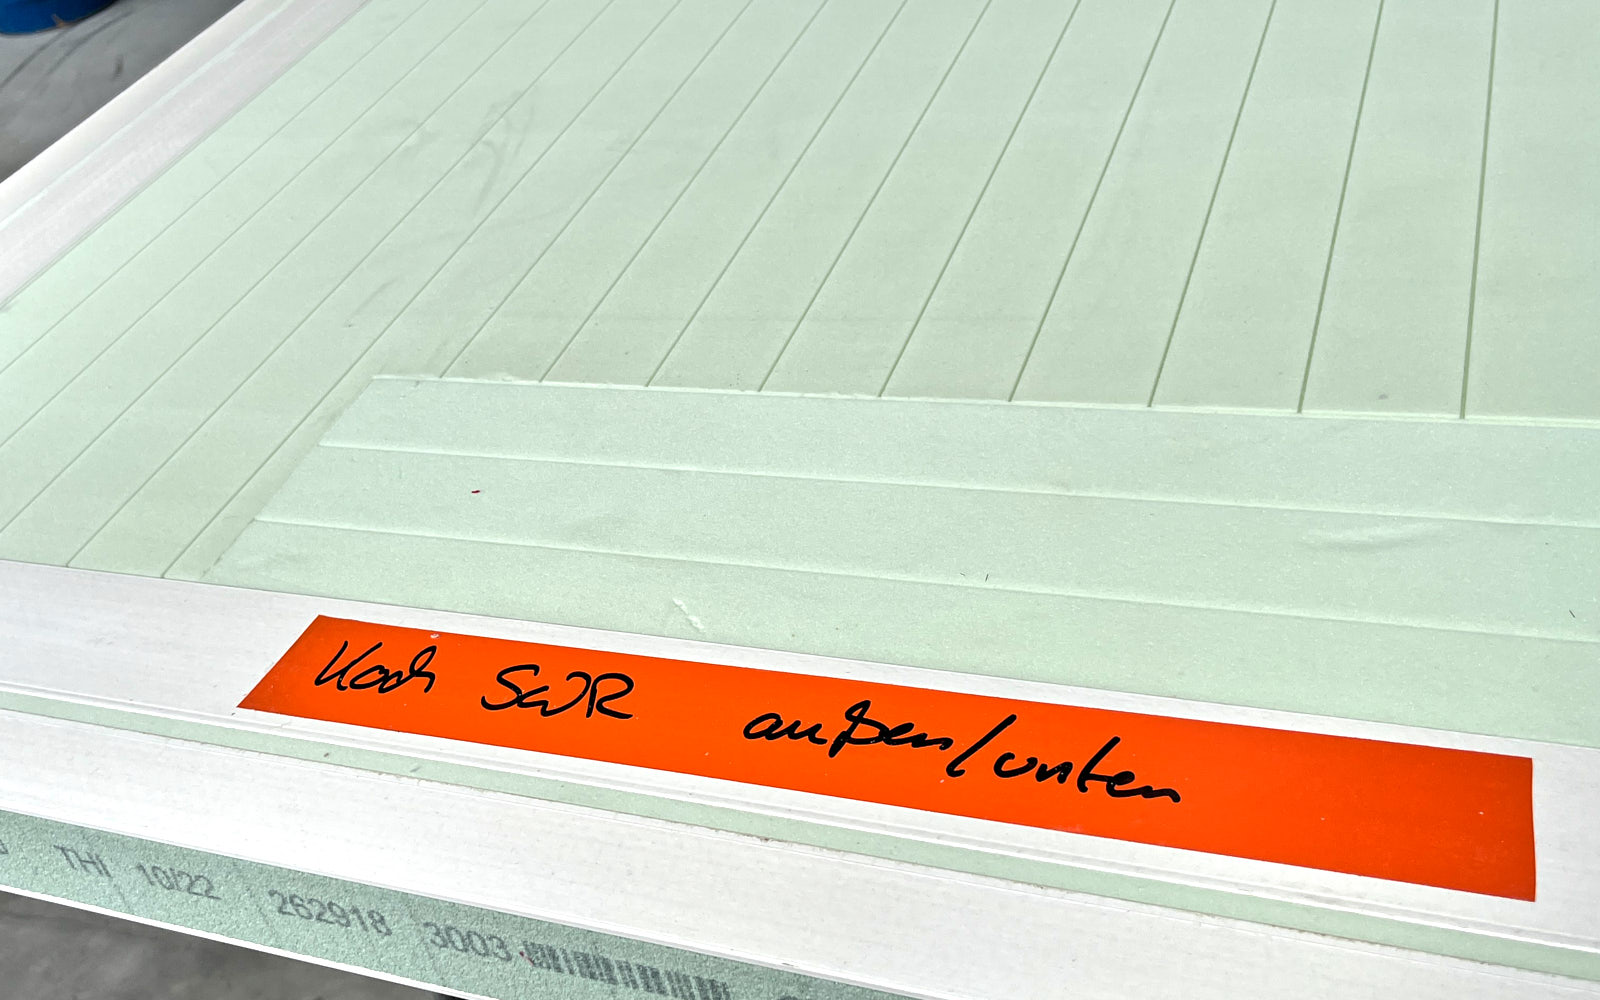 Koch SWR außen/unten
THI 10/22 262918 3003